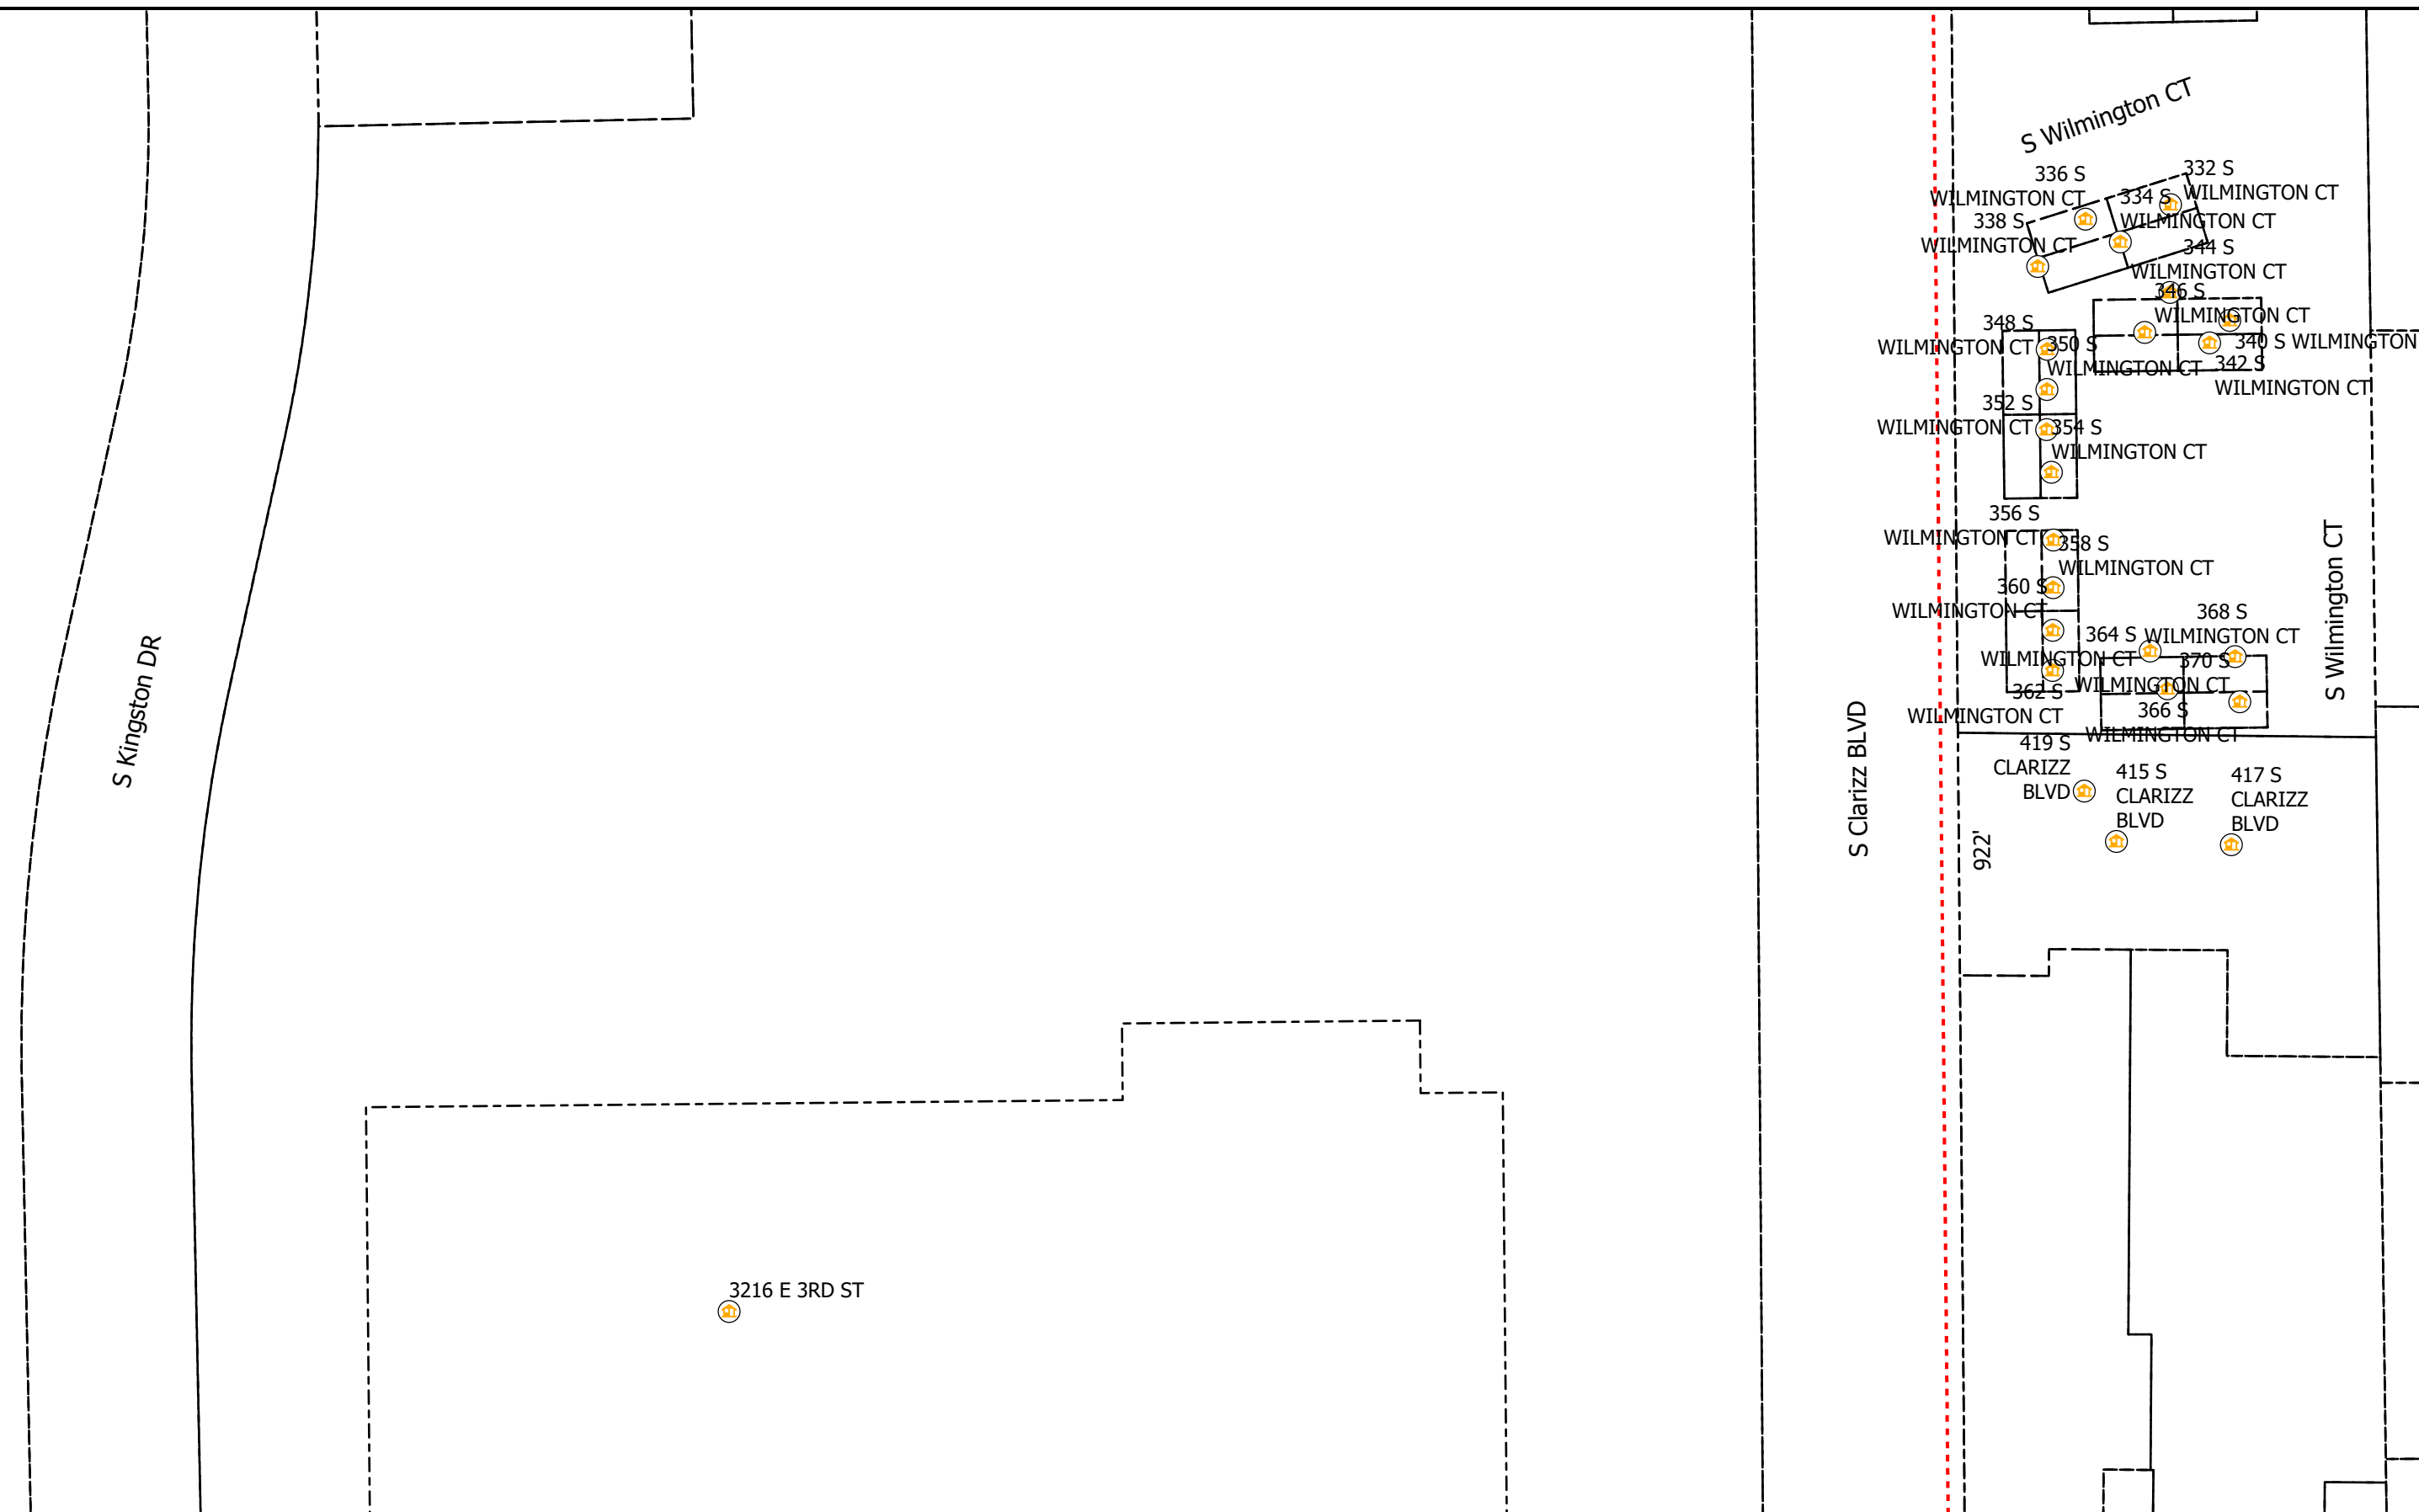 S Wilmington CT
332 S
WILMINGTON CT
336 S
WILMINGTON CT
334 S
WILMINGTON CT
338 S
WILMINGTON CT
344 S
WILMINGTON CT
346 S
WILMINGTON CT
340 S WILMINGTON
342 S
WILMINGTON CT
348 S
WILMINGTON CT
350 S
WILMINGTON CT
352 S
WILMINGTON CT
354 S
WILMINGTON CT
356 S
WILMINGTON CT
358 S
WILMINGTON CT
360 S
WILMINGTON CT
368 S
WILMINGTON CT
364 S
WILMINGTON CT
370 S
WILMINGTON CT
362 S
WILMINGTON CT
366 S
WILMINGTON CT
S Wilmington CT
S Kingston DR
S Clarizz BLVD
419 S
CLARIZZ
BLVD
415 S
CLARIZZ
BLVD
417 S
CLARIZZ
BLVD
922'
3216 E 3RD ST